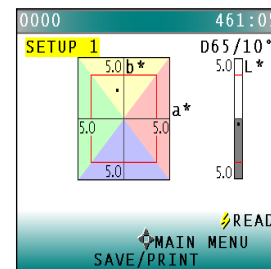 0000 461:0
SETUP 1 D65/10°
5.0 b* 5.0 L*
a*
5.0 5.0
5.0 5.0
⚡READ
MAIN MENU
SAVE/PRINT